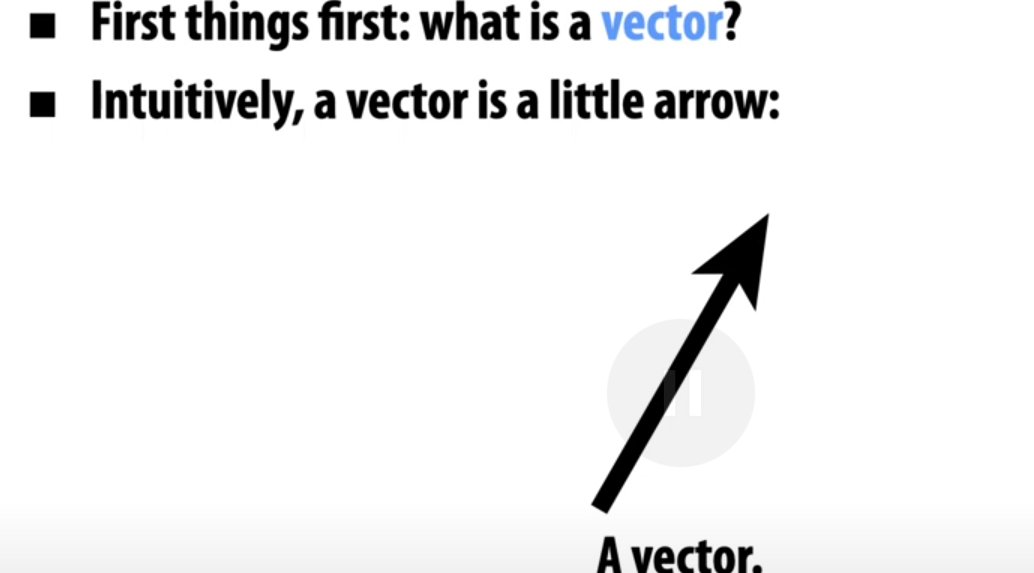 First things first: what is a vector?
Intuitively, a vector is a little arrow:
A vector.